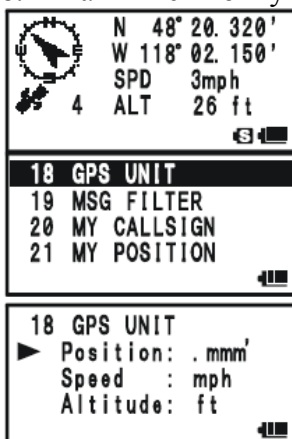 N 48° 20. 320'
W 118° 02. 150'
SPD 3mph
4 ALT 26 ft
S
18 GPS UNIT
19 MSG FILTER
20 MY CALLSIGN
21 MY POSITION
18 GPS UNIT
▶ Position: . mmm'
Speed : mph
Altitude: ft